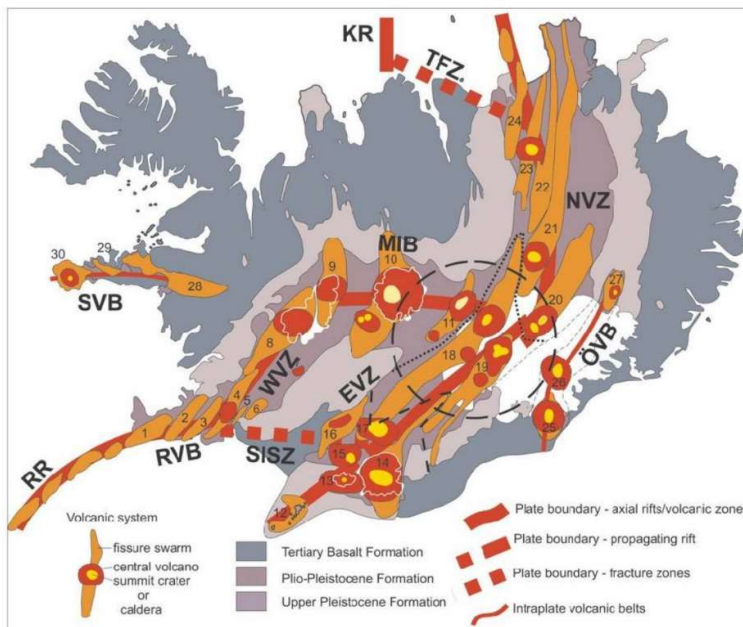 KR
TFZ.
24
23
22
NVZ
21
MIB
10
9
30
29
28
SVB
27
20
ÖVB
11
8
WVZ
18
19
EVZ
26
4
5
6
3
2
1
RVB
SISZ
16
17
25
15
14
13
12
RR
Volcanic system
fissure swarm
central volcano
summit crater
or
caldera
Tertiary Basalt Formation
Plio-Pleistocene Formation
Upper Pleistocene Formation
Plate boundary - axial rifts/volcanic zone
Plate boundary - propagating rift
Plate boundary - fracture zones
Intraplate volcanic belts